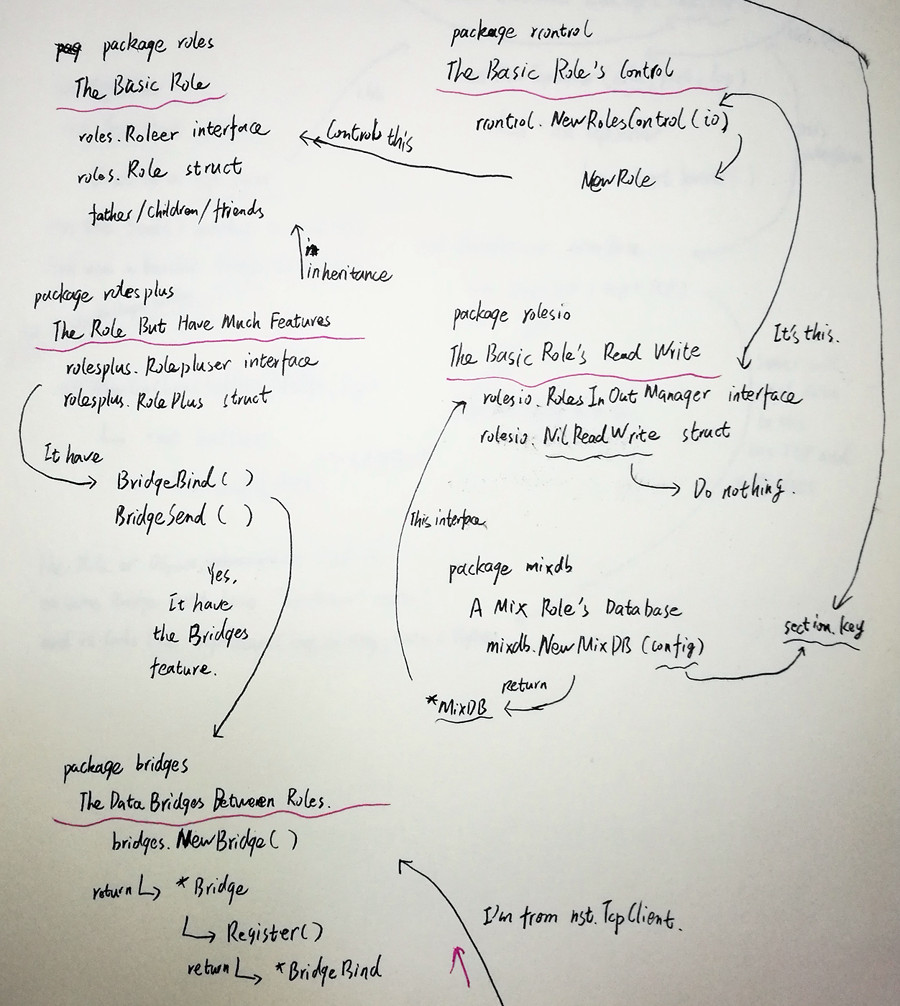 package roles
The Basic Role
roles.Roleer interface
roles.Role struct
father/children/friends
inheritance
package rcontrol
The Basic Role's Control
rcontrol.NewRolesControl(io)
NewRole
Controls this
package rolesplus
The Role But Have Much Features
rolesplus.Rolepluser interface
rolesplus.RolePlus struct
It have
BridgeBind( )
BridgeSend( )
Yes,
It have
the Bridges
feature.
package rolesio
The Basic Role's Read Write
rolesio.RolesInOutManager interface
rolesio.NilReadWrite struct
Do nothing.
It's this.
This interface
package mixdb
A Mix Role's Database
mixdb.NewMixDB(config)
return
*MixDB
section.key
package bridges
The Data Bridges Between Roles.
bridges.NewBridge( )
return *Bridge
Register()
return *BridgeBind
I'm from nst.TcpClient.